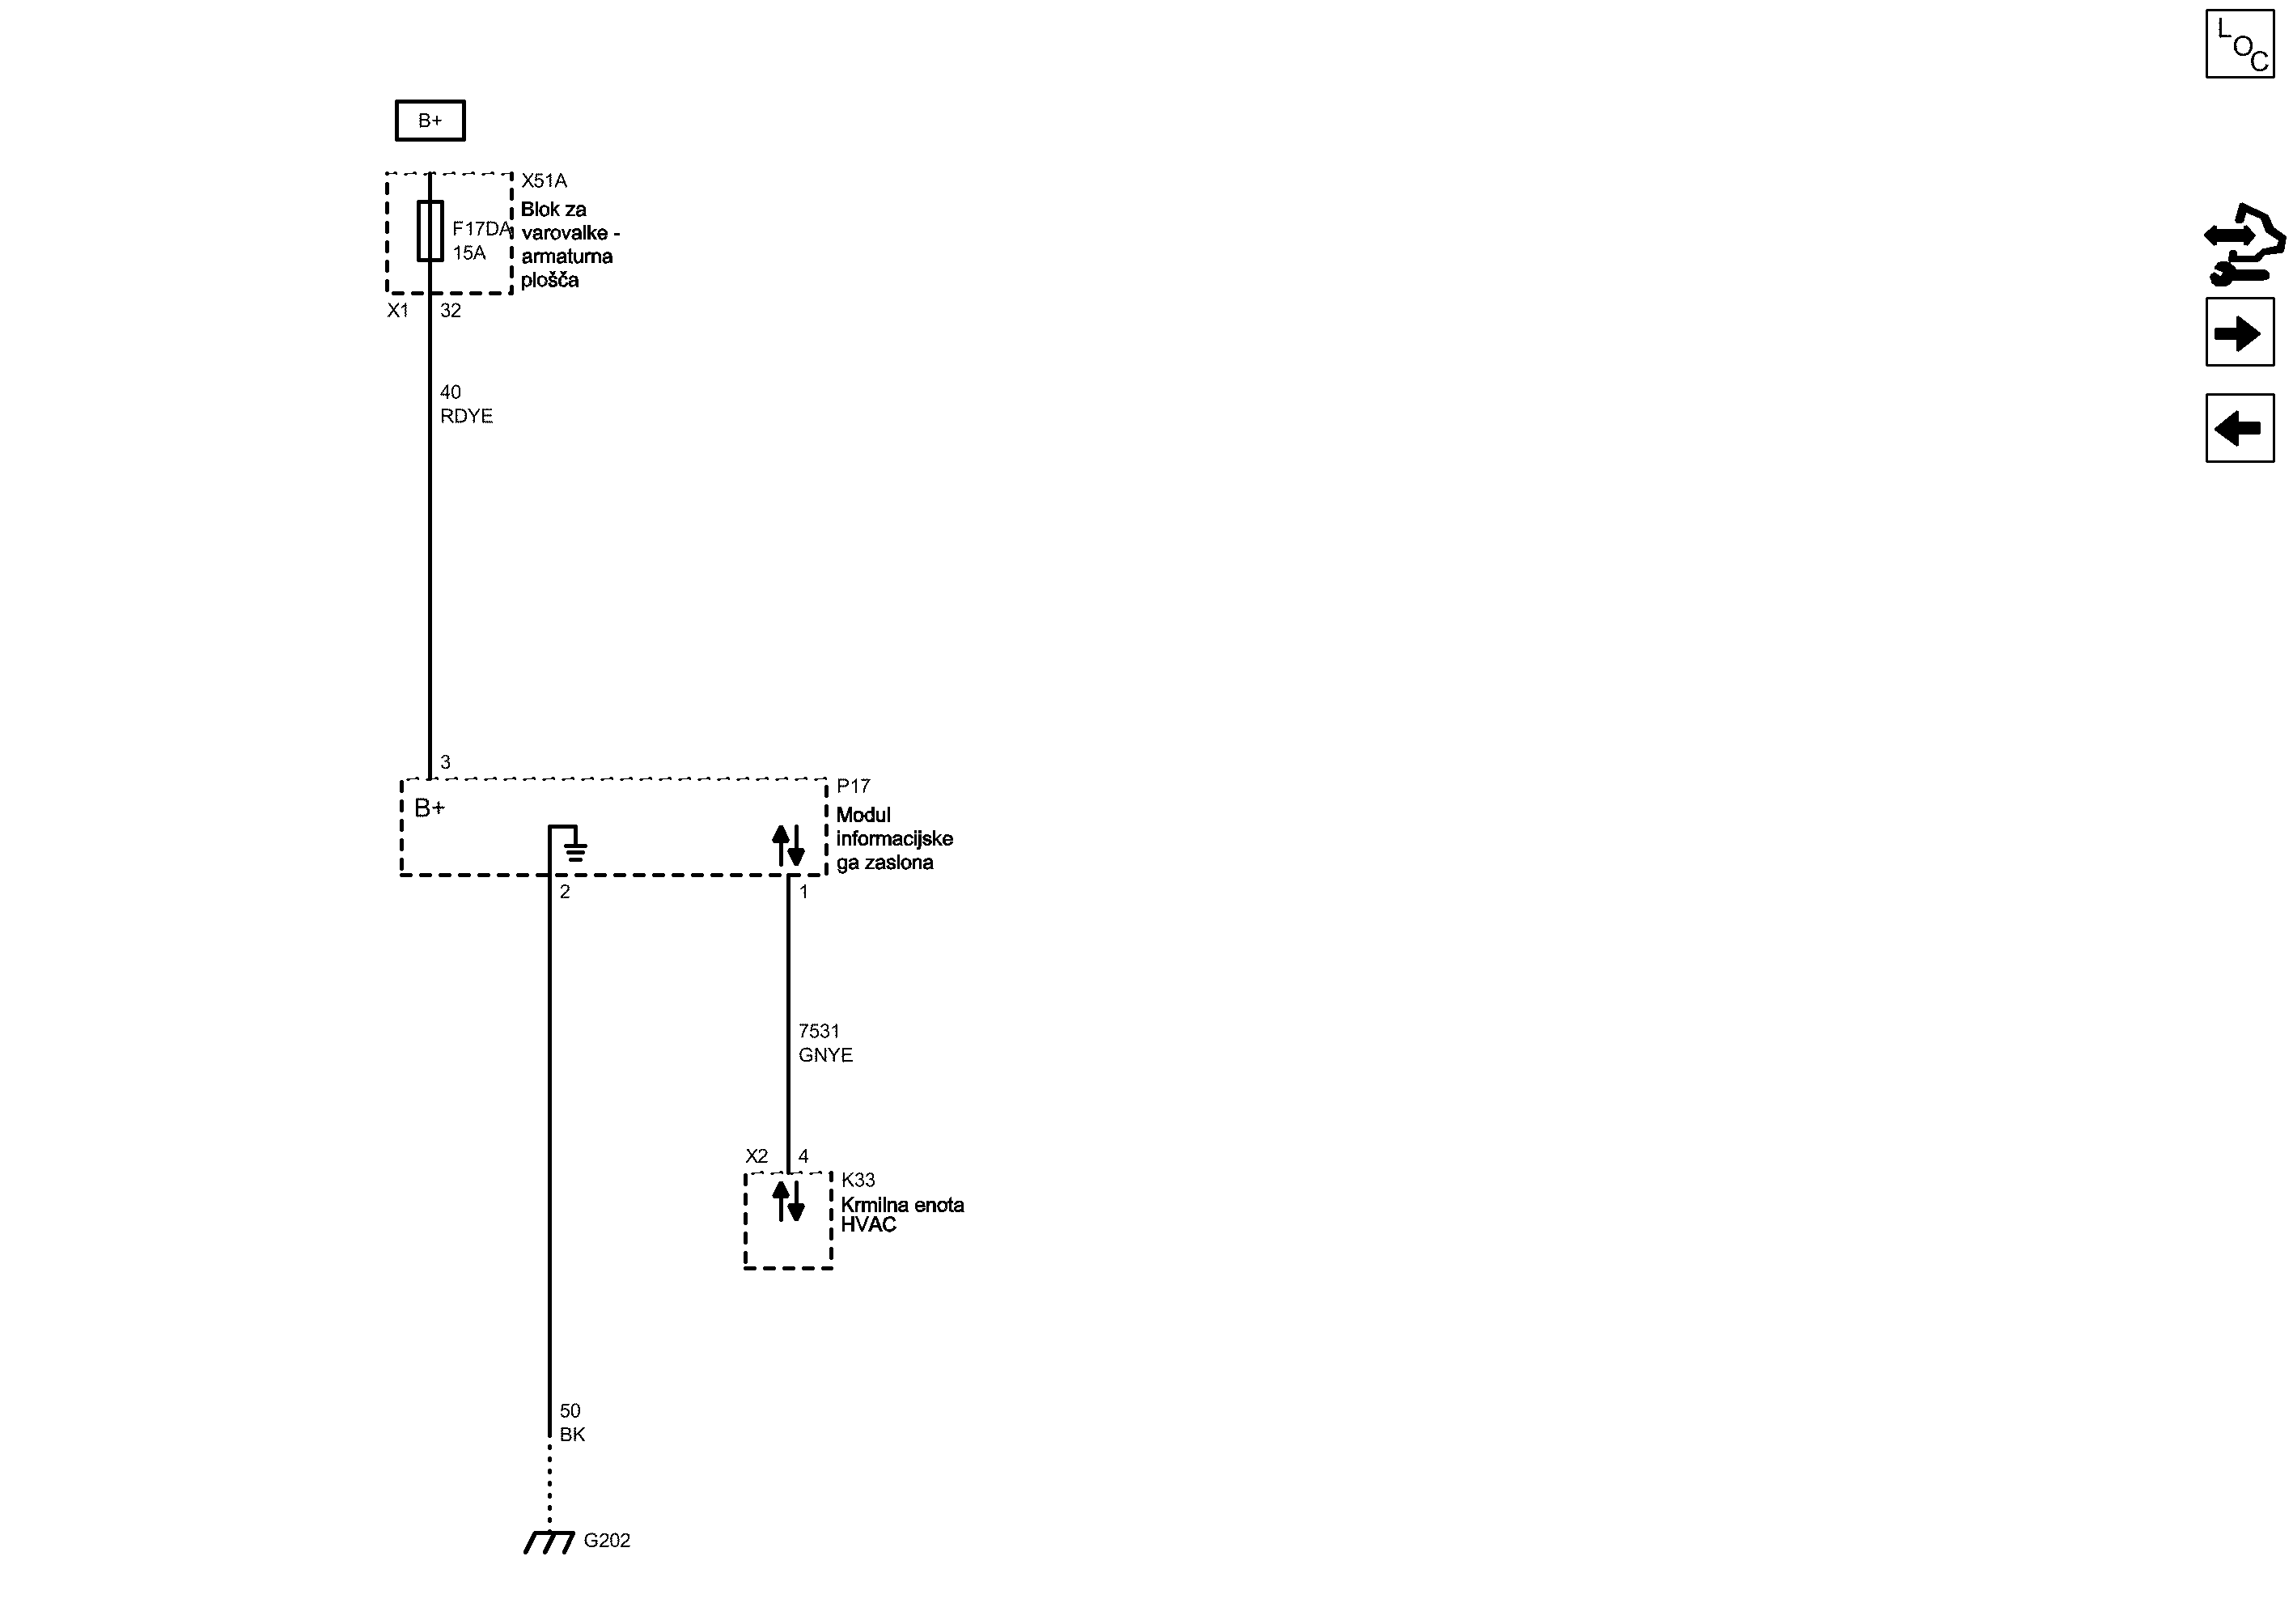 L
O
C
B+
X51A
Blok za
varovalke -
armaturna
plošča
F17DA
15A
X1 32
40
RDYE
3
P17
B+
Modul
informacijske
ga zaslona
2 1
7531
GNYE
X2 4
K33
Krmilna enota
HVAC
50
BK
G202